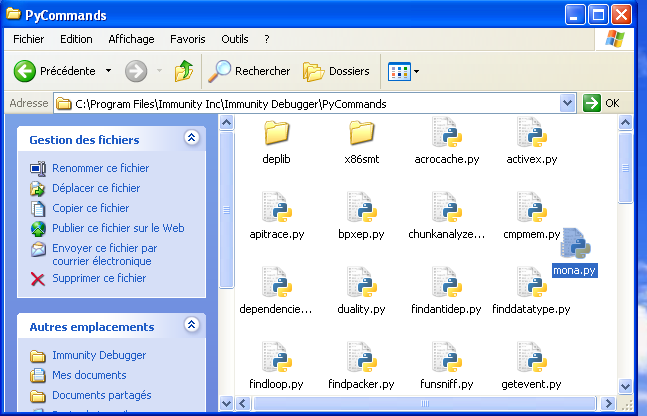 PyCommands
Fichier Edition Affichage Favoris Outils ?
Précédente Rechercher Dossiers
Adresse C:\Program Files\Immunity Inc\Immunity Debugger\PyCommands OK
Gestion des fichiers
Renommer ce fichier
Déplacer ce fichier
Copier ce fichier
Publier ce fichier sur le Web
Envoyer ce fichier par
courrier électronique
Supprimer ce fichier
Autres emplacements
Immunity Debugger
Mes documents
Documents partagés
deplib x86smt acrocache.py activex.py
apitrace.py bpxep.py chunkanalyze... cmpmem.py
mona.py
dependencie... duality.py findantidep.py finddatatype.py
findloop.py findpacker.py funsniff.py getevent.py